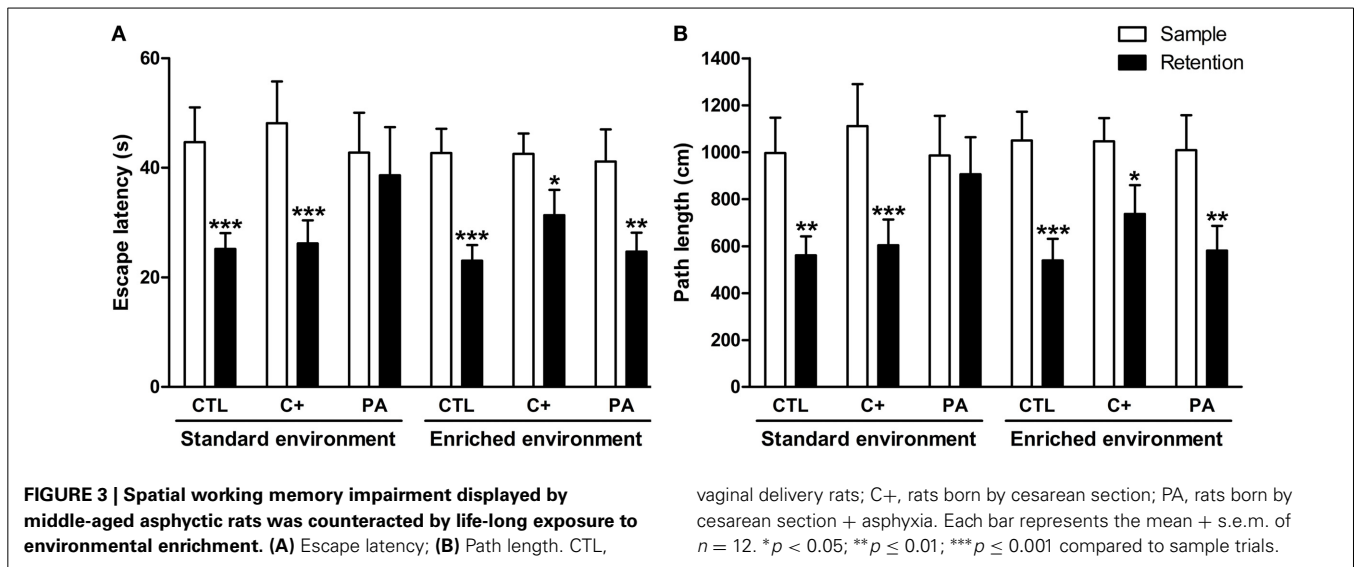 A
60
40
20
0
Escape latency (s)
***
***
***
*
**
CTL C+ PA CTL C+ PA
Standard environment Enriched environment
B
Sample
Retention
1400
1200
1000
800
600
400
200
0
Path length (cm)
**
***
***
*
**
CTL C+ PA CTL C+ PA
Standard environment Enriched environment
FIGURE 3 | Spatial working memory impairment displayed by
middle-aged asphyctic rats was counteracted by life-long exposure to
environmental enrichment. (A) Escape latency; (B) Path length. CTL,
vaginal delivery rats; C+, rats born by cesarean section; PA, rats born by
cesarean section + asphyxia. Each bar represents the mean + s.e.m. of
n = 12. *p < 0.05; **p ≤ 0.01; ***p ≤ 0.001 compared to sample trials.